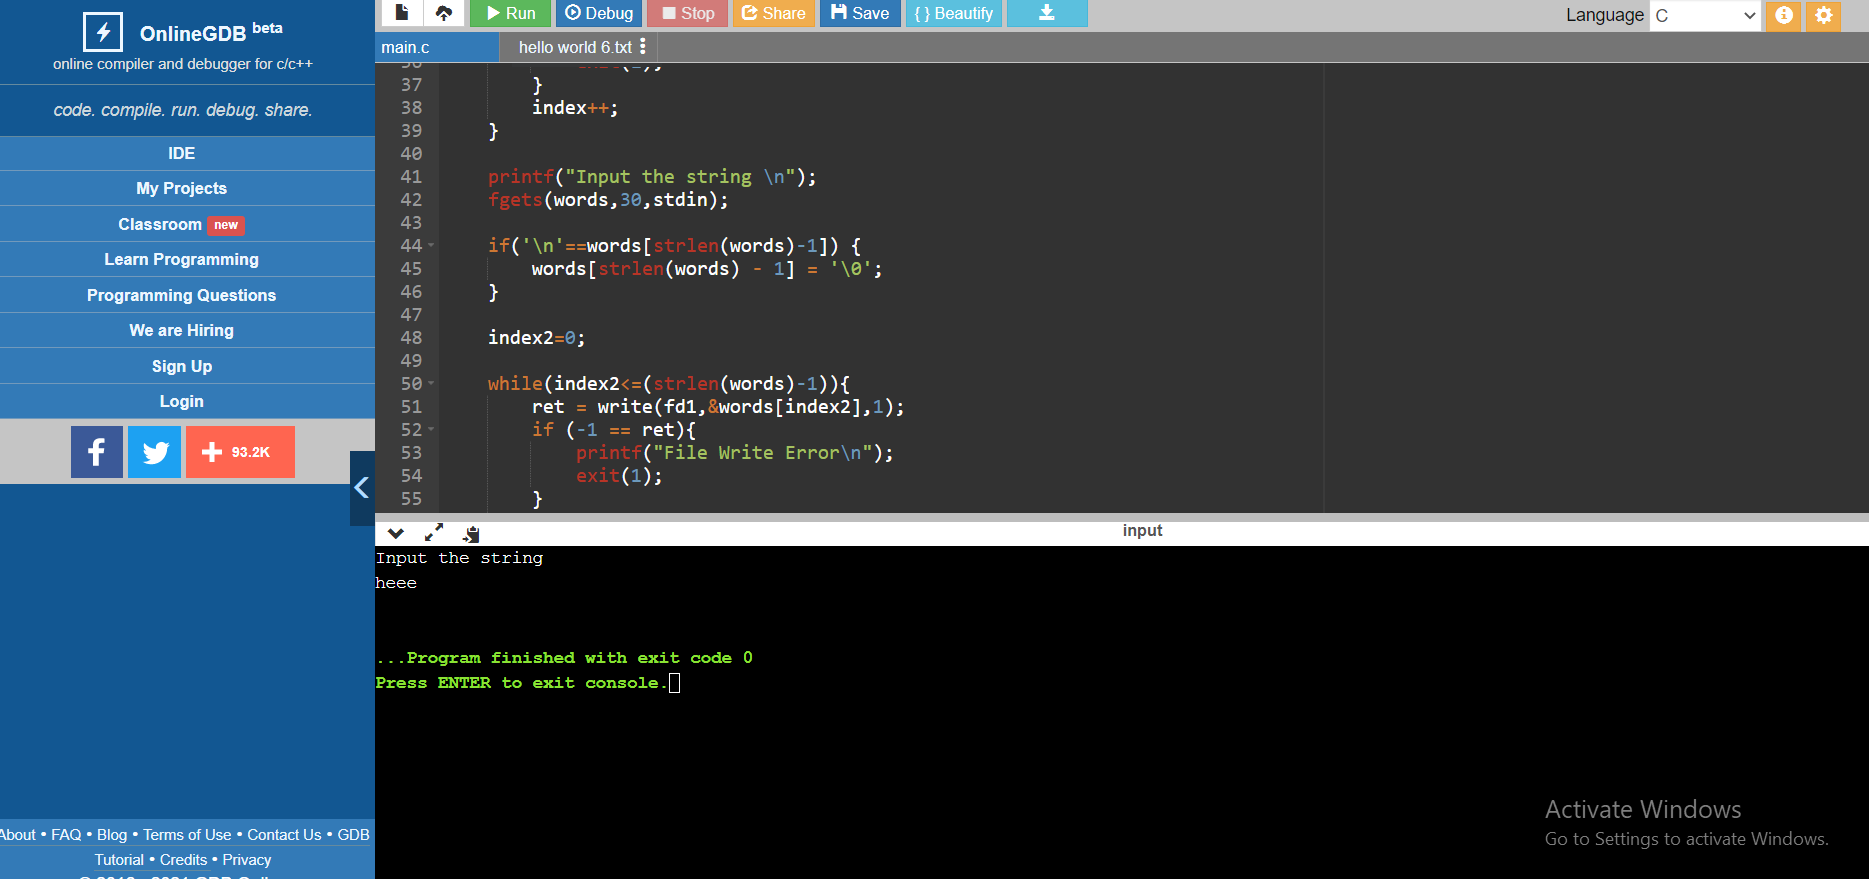 OnlineGDB beta
online compiler and debugger for c/c++
code. compile. run. debug. share.
IDE
My Projects
Classroom new
Learn Programming
Programming Questions
We are Hiring
Sign Up
Login
93.2K
About • FAQ • Blog • Terms of Use • Contact Us • GDB
Tutorial • Credits • Privacy
Run Debug Stop Share Save { } Beautify
Language C
main.c hello world 6.txt
37 }
38 index++;
39 }
40
41 printf("Input the string \n");
42 fgets(words,30,stdin);
43
44 if('\n'==words[strlen(words)-1]) {
45 words[strlen(words) - 1] = '\0';
46 }
47
48 index2=0;
49
50 while(index2<=(strlen(words)-1)){
51 ret = write(fd1,&words[index2],1);
52 if (-1 == ret){
53 printf("File Write Error\n");
54 exit(1);
55 }
input
Input the string
heee
...Program finished with exit code 0
Press ENTER to exit console.
Activate Windows
Go to Settings to activate Windows.